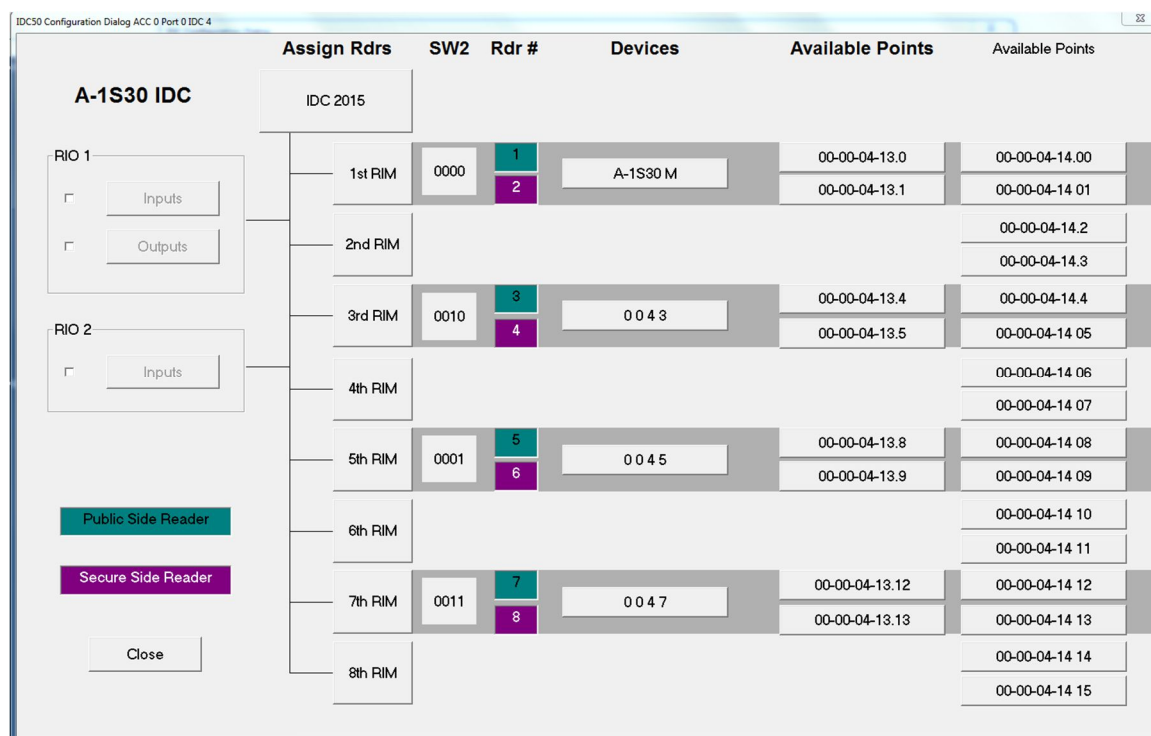 IDC50 Configuration Dialog ACC 0 Port 0 IDC 4
Assign Rdrs SW2 Rdr # Devices Available Points Available Points
A-1S30 IDC
IDC 2015
RIO 1
Inputs
Outputs
RIO 2
Inputs
1st RIM 0000 1 2 A-1S30 M
00-00-04-13.0 00-00-04-14.00
00-00-04-13.1 00-00-04-14 01
2nd RIM
00-00-04-14.2
00-00-04-14.3
3rd RIM 0010 3 4 0 0 4 3
00-00-04-13.4 00-00-04-14.4
00-00-04-13.5 00-00-04-14 05
4th RIM
00-00-04-14 06
00-00-04-14 07
5th RIM 0001 5 6 0 0 4 5
00-00-04-13.8 00-00-04-14 08
00-00-04-13.9 00-00-04-14 09
6th RIM
00-00-04-14 10
00-00-04-14 11
7th RIM 0011 7 8 0 0 4 7
00-00-04-13.12 00-00-04-14 12
00-00-04-13.13 00-00-04-14 13
8th RIM
00-00-04-14 14
00-00-04-14 15
Public Side Reader
Secure Side Reader
Close